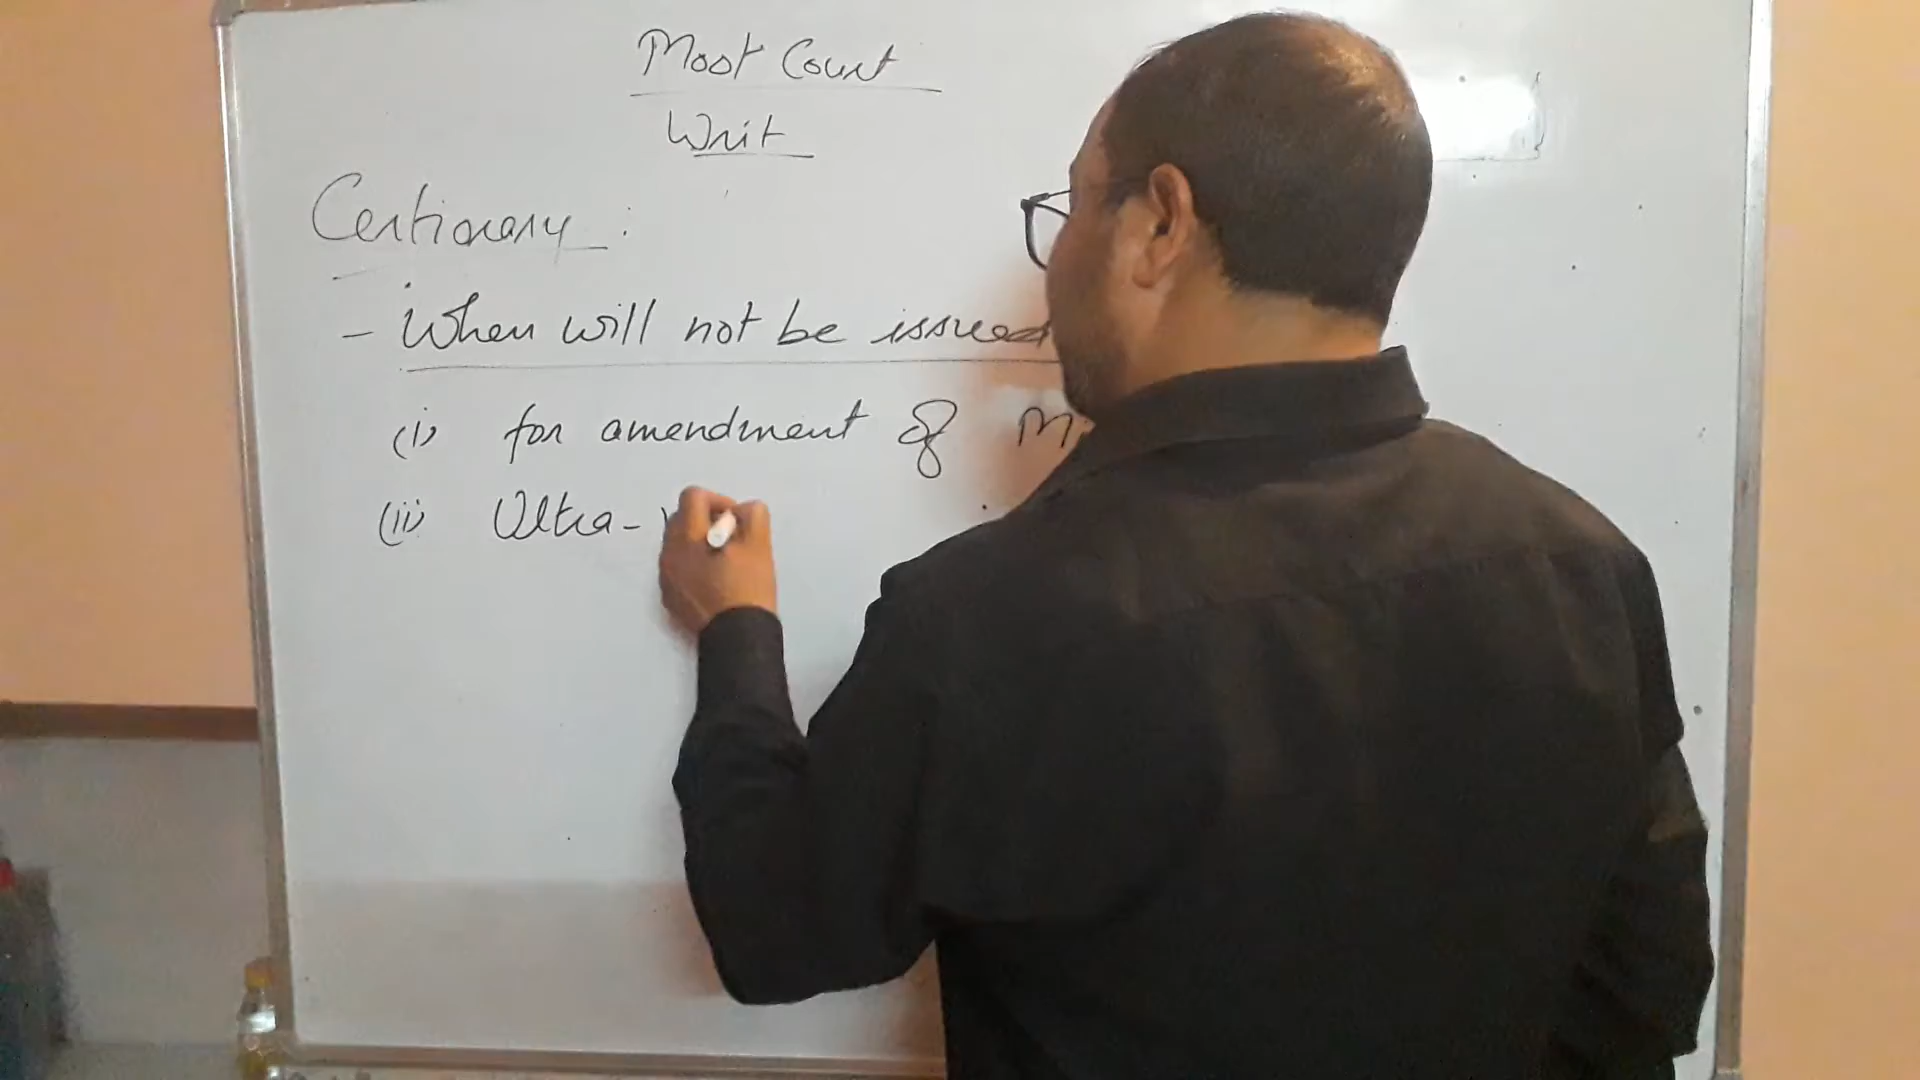 Moot Court
Writ
Certiorary :
- When will not be issued
(i) for amendment of M
(ii) Ultra-